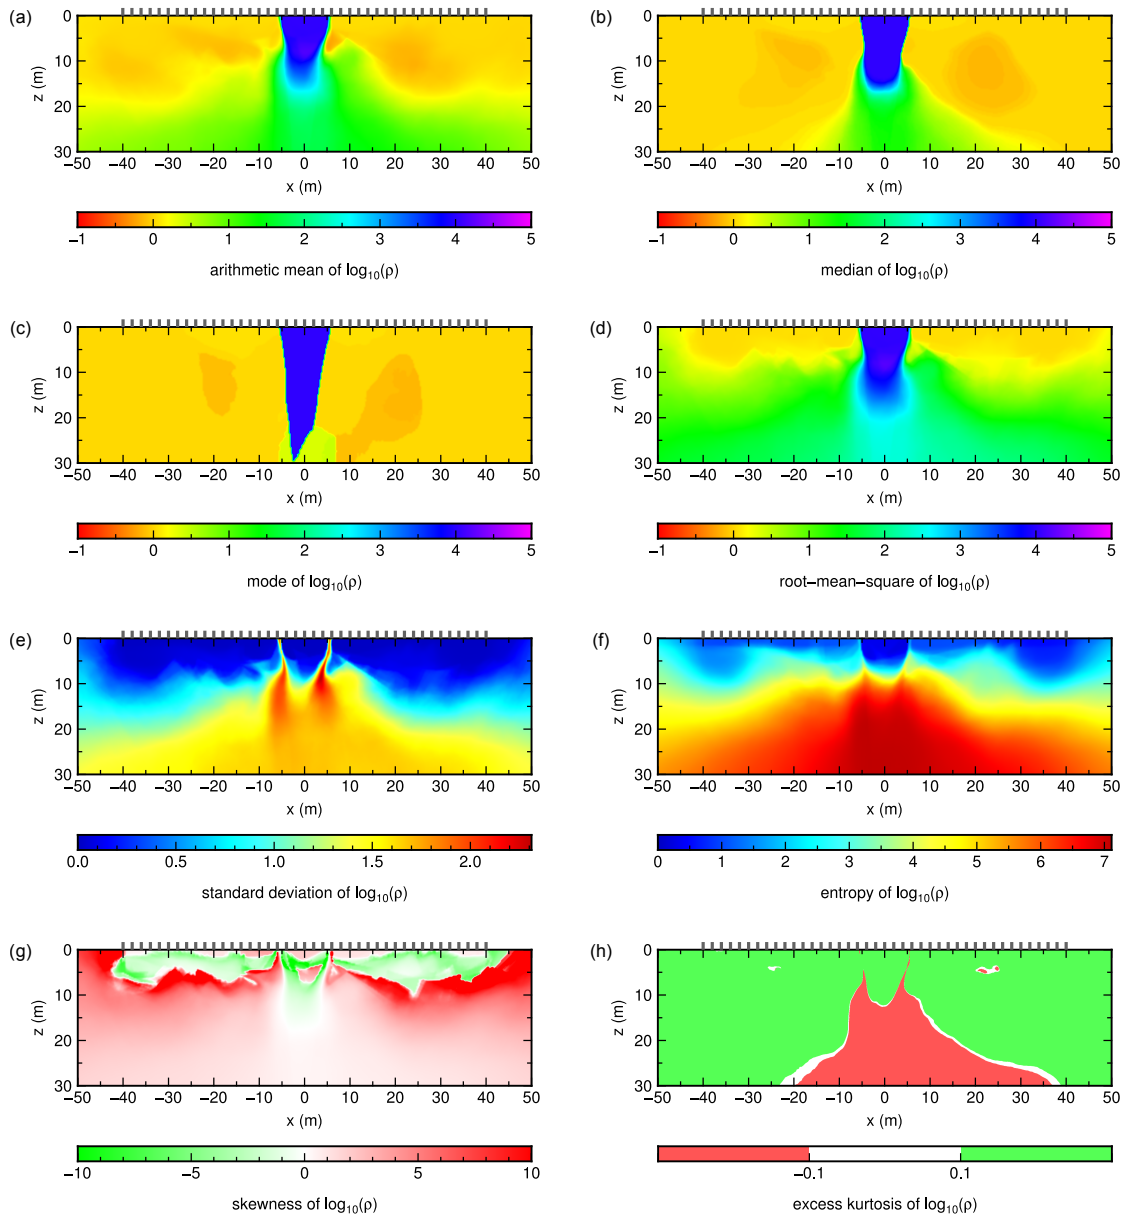 (a)
0
10
20
30
z (m)
−50 −40 −30 −20 −10 0 10 20 30 40 50
x (m)
−1 0 1 2 3 4 5
arithmetic mean of log10(ρ)
(b)
0
10
20
30
z (m)
−50 −40 −30 −20 −10 0 10 20 30 40 50
x (m)
−1 0 1 2 3 4 5
median of log10(ρ)
(c)
0
10
20
30
z (m)
−50 −40 −30 −20 −10 0 10 20 30 40 50
x (m)
−1 0 1 2 3 4 5
mode of log10(ρ)
(d)
0
10
20
30
z (m)
−50 −40 −30 −20 −10 0 10 20 30 40 50
x (m)
−1 0 1 2 3 4 5
root−mean−square of log10(ρ)
(e)
0
10
20
30
z (m)
−50 −40 −30 −20 −10 0 10 20 30 40 50
x (m)
0.0 0.5 1.0 1.5 2.0
standard deviation of log10(ρ)
(f)
0
10
20
30
z (m)
−50 −40 −30 −20 −10 0 10 20 30 40 50
x (m)
0 1 2 3 4 5 6 7
entropy of log10(ρ)
(g)
0
10
20
30
z (m)
−50 −40 −30 −20 −10 0 10 20 30 40 50
x (m)
−10 −5 0 5 10
skewness of log10(ρ)
(h)
0
10
20
30
z (m)
−50 −40 −30 −20 −10 0 10 20 30 40 50
x (m)
−0.1 0.1
excess kurtosis of log10(ρ)